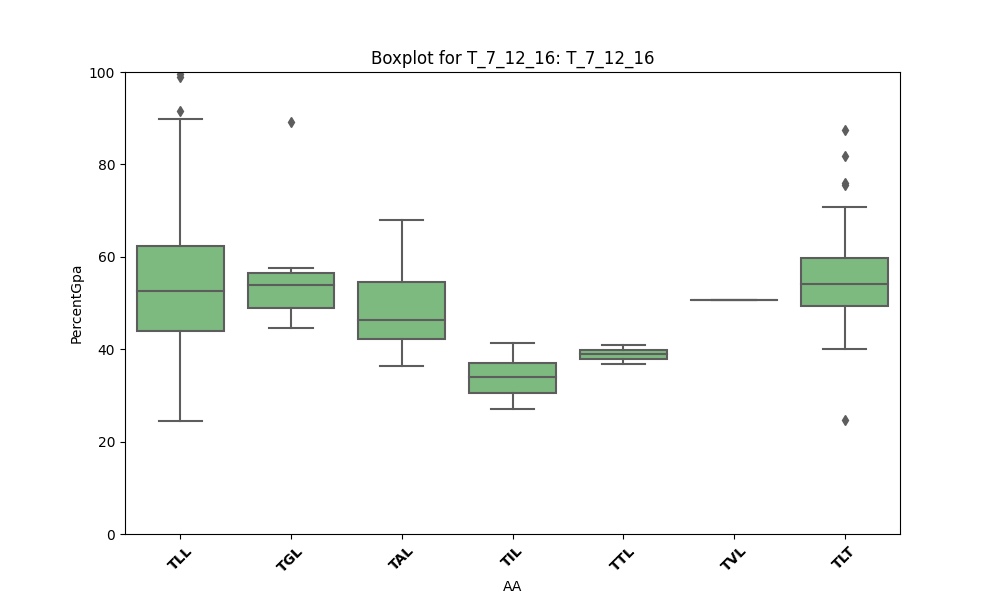 Boxplot for T_7_12_16: T_7_12_16
100
80
60
40
20
0
PercentGpa
TLL
TGL
TAL
TIL
TTL
TVL
TLT
AA